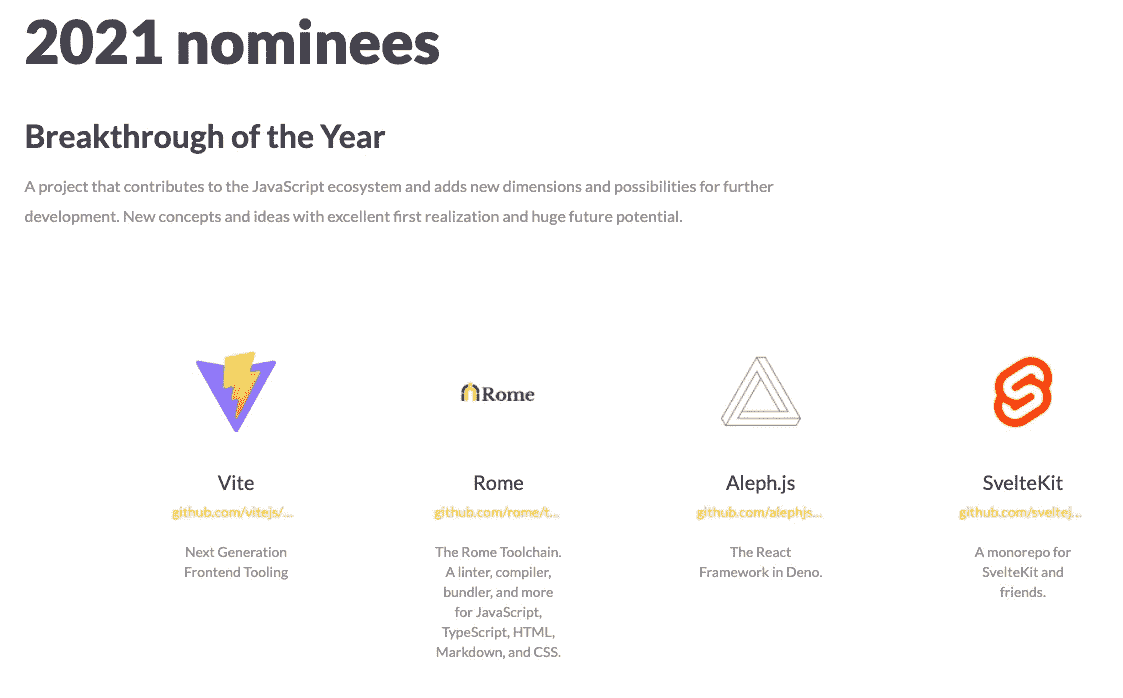 2021 nominees
Breakthrough of the Year
A project that contributes to the JavaScript ecosystem and adds new dimensions and possibilities for further
development. New concepts and ideas with excellent first realization and huge future potential.
Rome
Vite
github.com/vitejs/...
Next Generation
Frontend Tooling
Rome
github.com/rome/t...
The Rome Toolchain.
A linter, compiler,
bundler, and more
for JavaScript,
TypeScript, HTML,
Markdown, and CSS.
Aleph.js
github.com/alephjs...
The React
Framework in Deno.
SvelteKit
github.com/sveltej...
A monorepo for
SvelteKit and
friends.